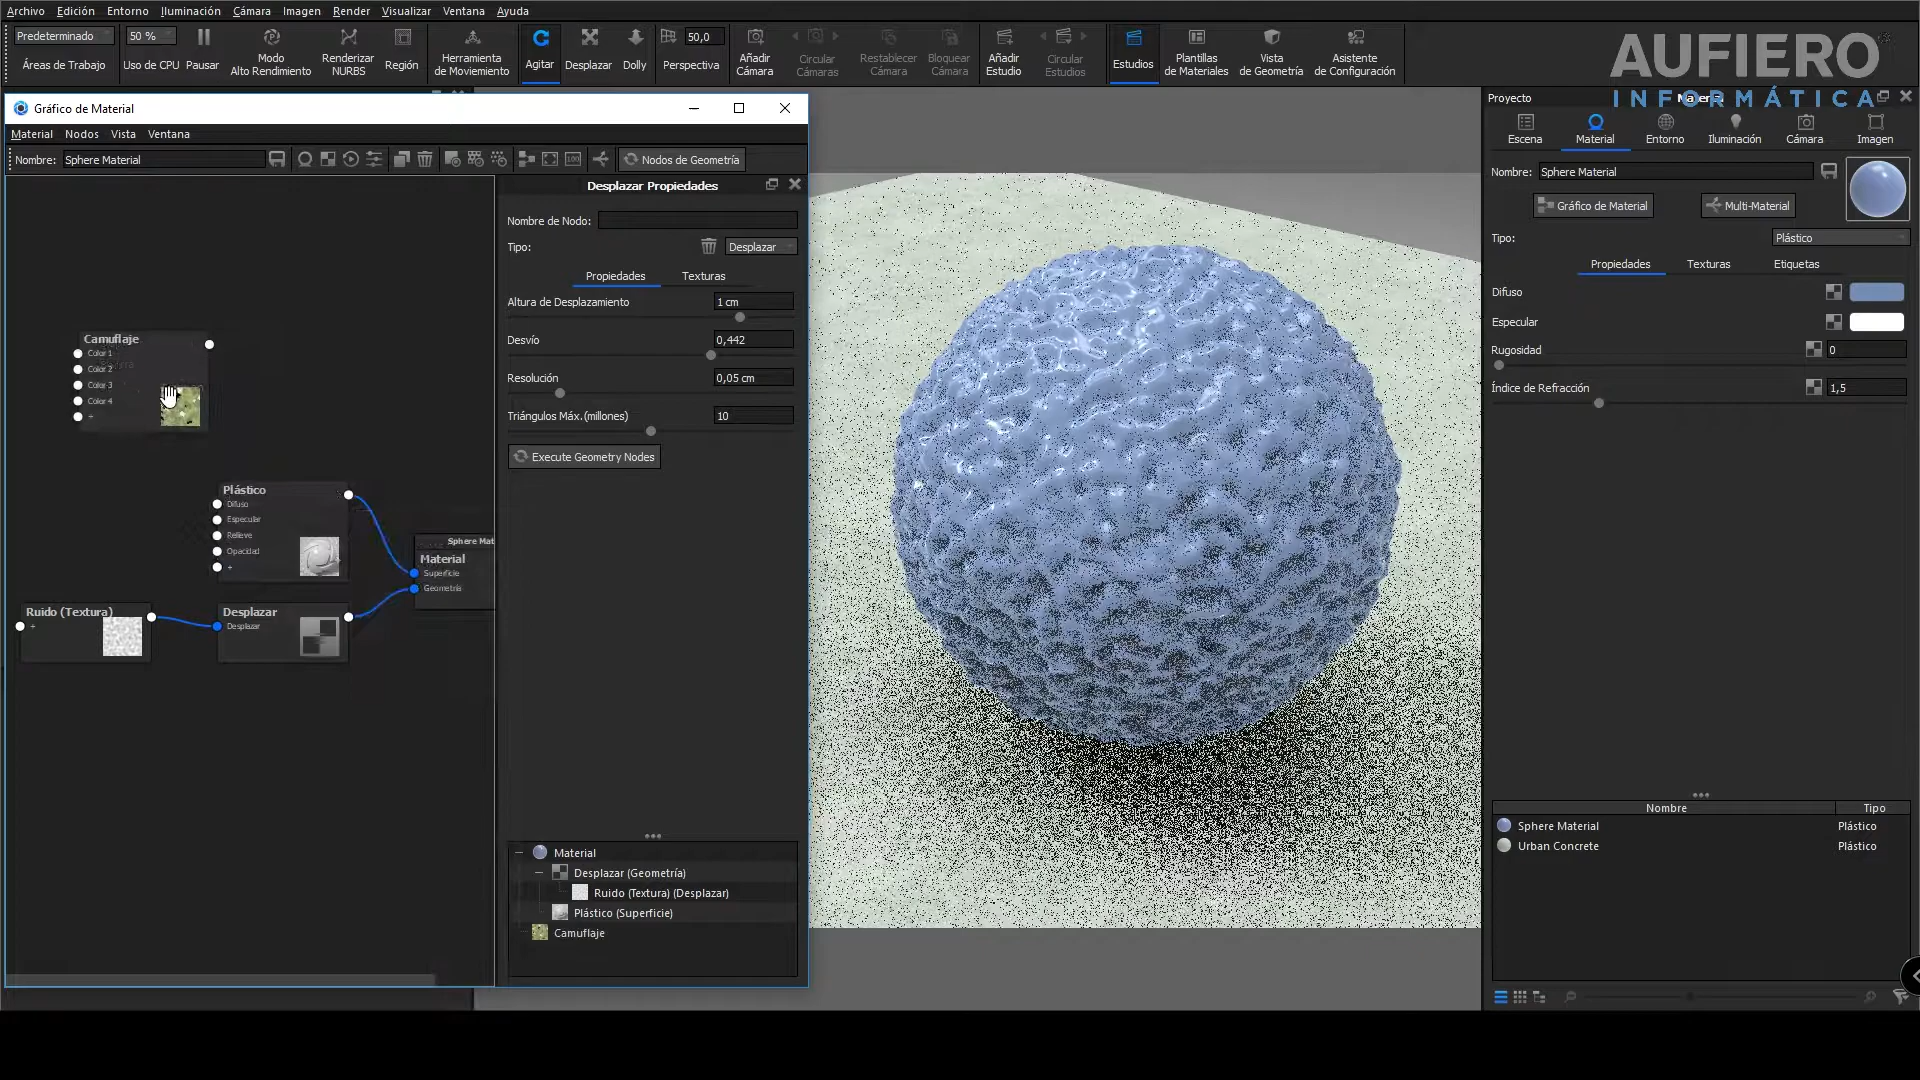 Archivo Edición Entorno Iluminación Cámara Imagen Render Visualizar Ventana Ayuda
Predeterminado
Áreas de Trabajo
50 %
Uso de CPU
Pausar
Modo
Alto Rendimiento
Renderizar
NURBS
Región
Herramienta
de Moviemiento
Agitar
Desplazar
Dolly
50,0
Perspectiva
Añadir
Cámara
Circular
Cámaras
Restablecer
Cámara
Bloquear
Cámara
Añadir
Estudio
Circular
Estudios
Estudios
Plantillas
de Materiales
Vista
de Geometría
Asistente
de Configuración
AUFIERO
INFORMÁTICA
Gráfico de Material
Material Nodos Vista Ventana
Nombre: Sphere Material
100
Nodos de Geometría
Camuflaje
Color 1
Color 2
Color 3
Color 4
+
Plástico
Difuso
Especular
Relieve
Opacidad
+
Sphere Mat
Material
Superficie
Geometría
Ruido (Textura)
+
Desplazar
Desplazar
Desplazar Propiedades
Nombre de Nodo:
Tipo: Desplazar
Propiedades Texturas
Altura de Desplazamiento 1 cm
Desvío 0,442
Resolución 0,05 cm
Triángulos Máx.(millones) 10
Execute Geometry Nodes
Material
Desplazar (Geometría)
Ruido (Textura) (Desplazar)
Plástico (Superficie)
Camuflaje
Proyecto Material
Escena Material Entorno Iluminación Cámara Imagen
Nombre: Sphere Material
Gráfico de Material Multi-Material
Tipo: Plástico
Propiedades Texturas Etiquetas
Difuso
Especular
Rugosidad 0
Índice de Refracción 1,5
Nombre Tipo
Sphere Material Plástico
Urban Concrete Plástico